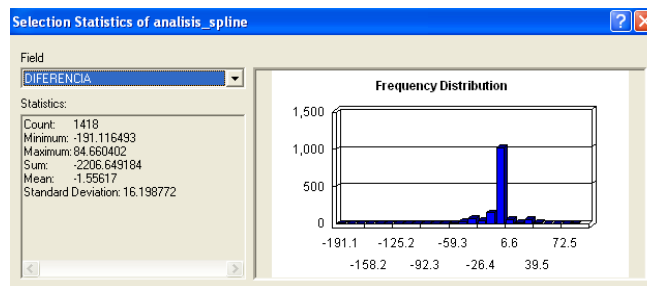 Selection Statistics of analisis_spline
Field
DIFERENCIA
Statistics:
Count: 1418
Minimum: -191.116493
Maximum: 84.660402
Sum: -2206.649184
Mean: -1.55617
Standard Deviation: 16.198772
Frequency Distribution
1,500
1,000
500
0
-191.1 -125.2 -59.3 6.6 72.5
-158.2 -92.3 -26.4 39.5